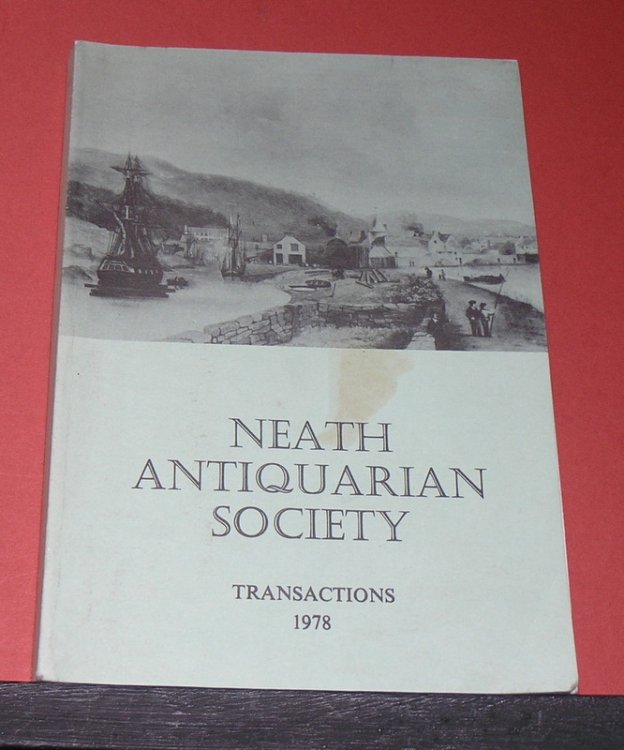 NEATH
ANTIQUARIAN
SOCIETY
TRANSACTIONS
1978